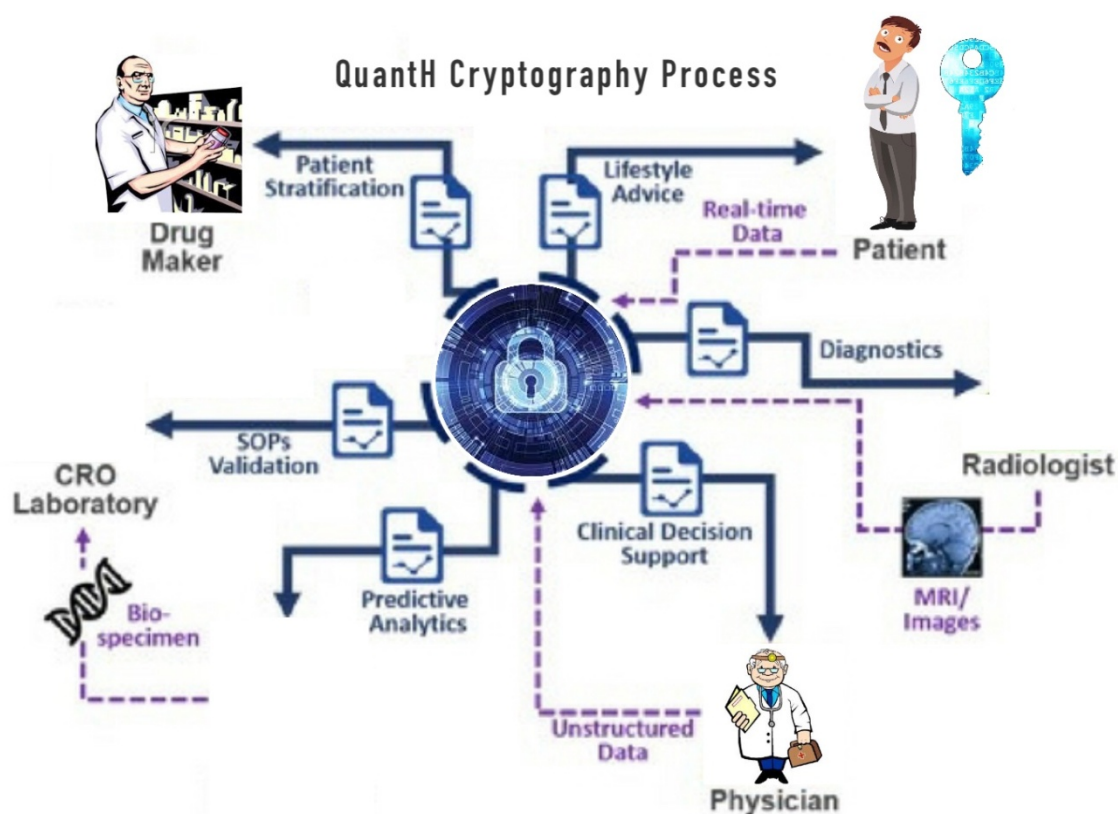 QuantH Cryptography Process
Patient
Stratification
Lifestyle
Advice
Real-time
Data
Drug
Maker
Patient
Diagnostics
SOPs
Validation
CRO
Laboratory
Radiologist
Clinical Decision
Support
Predictive
Analytics
Bio-
specimen
MRI/
Images
Unstructured
Data
Physician